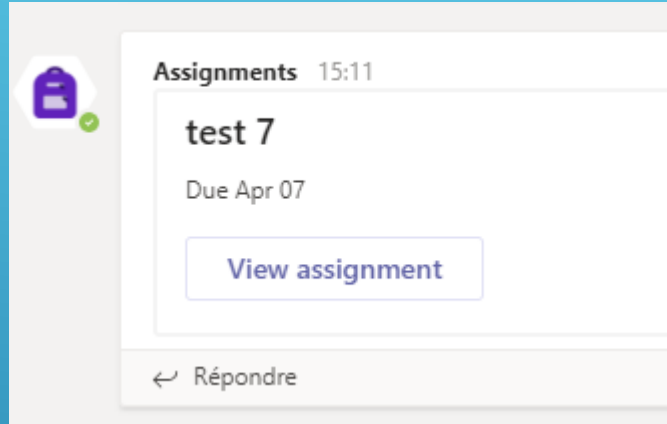 Assignments 15:11
test 7
Due Apr 07
View assignment
Répondre